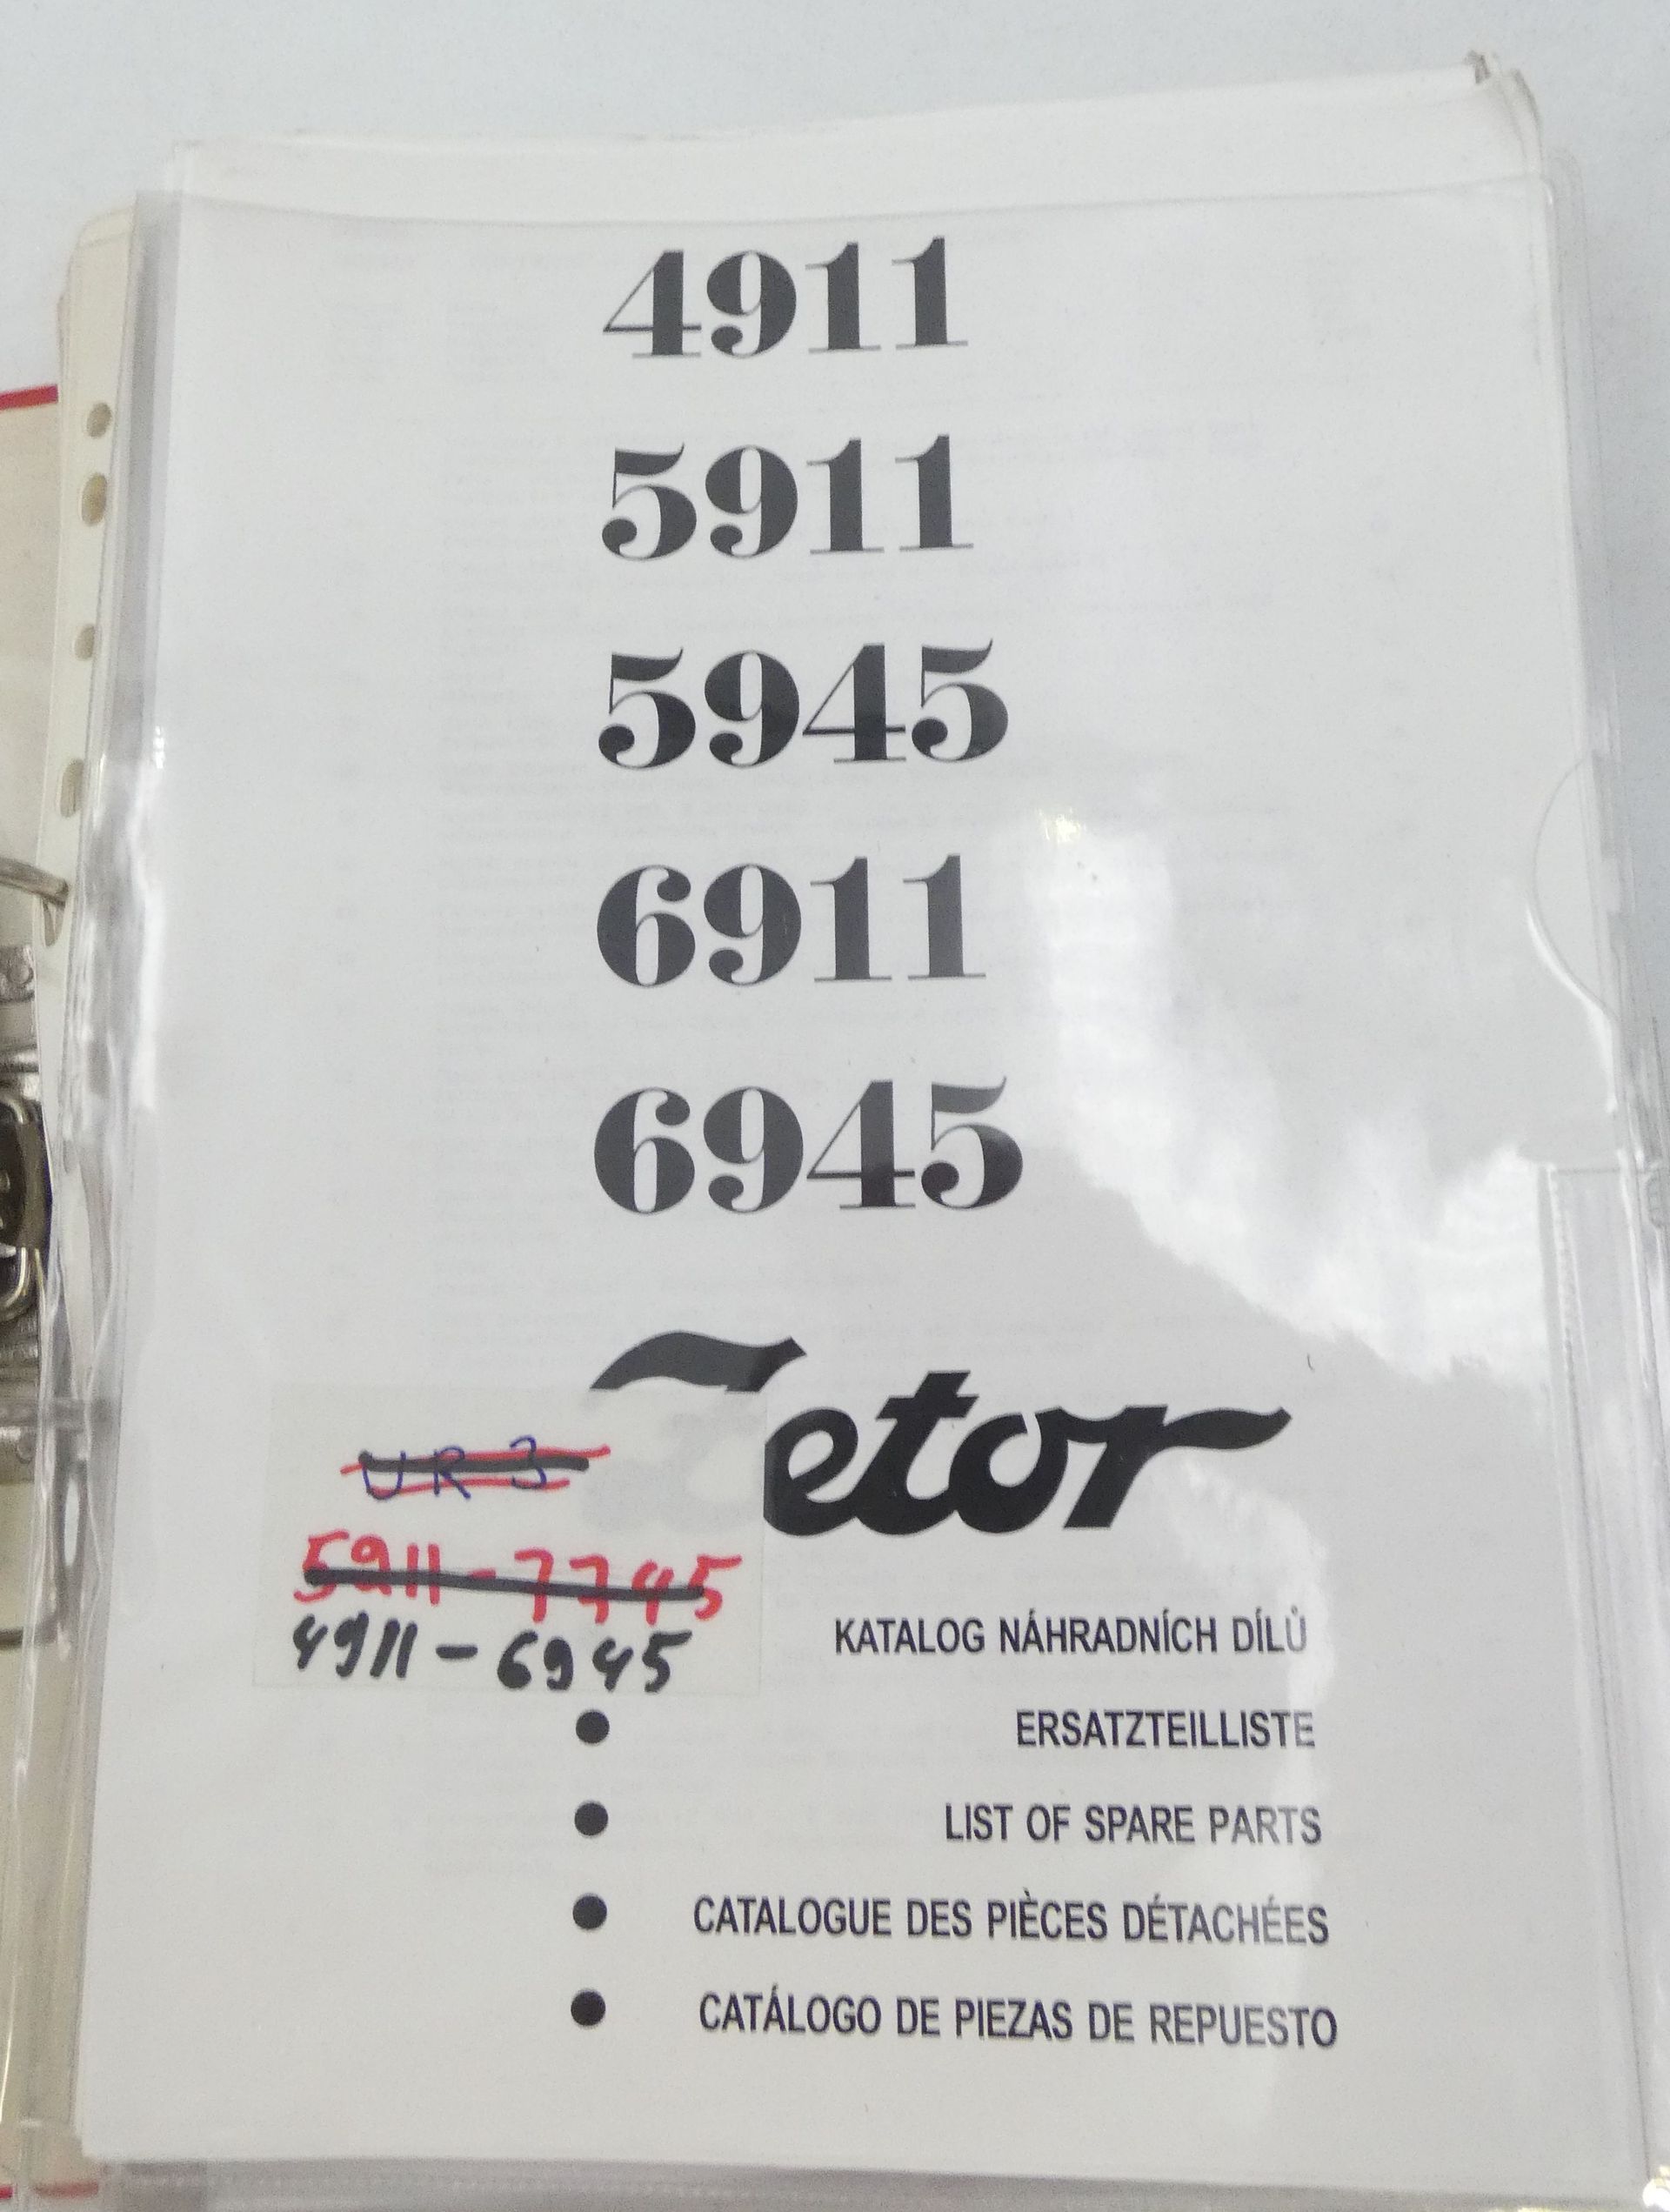 4911
5911
5945
6911
6945
Zetor
UR 3
5911-7745
4911-6945
KATALOG NÁHRADNÍCH DÍLŮ
• ERSATZTEILLISTE
• LIST OF SPARE PARTS
• CATALOGUE DES PIÈCES DÉTACHÉES
• CATÁLOGO DE PIEZAS DE REPUESTO